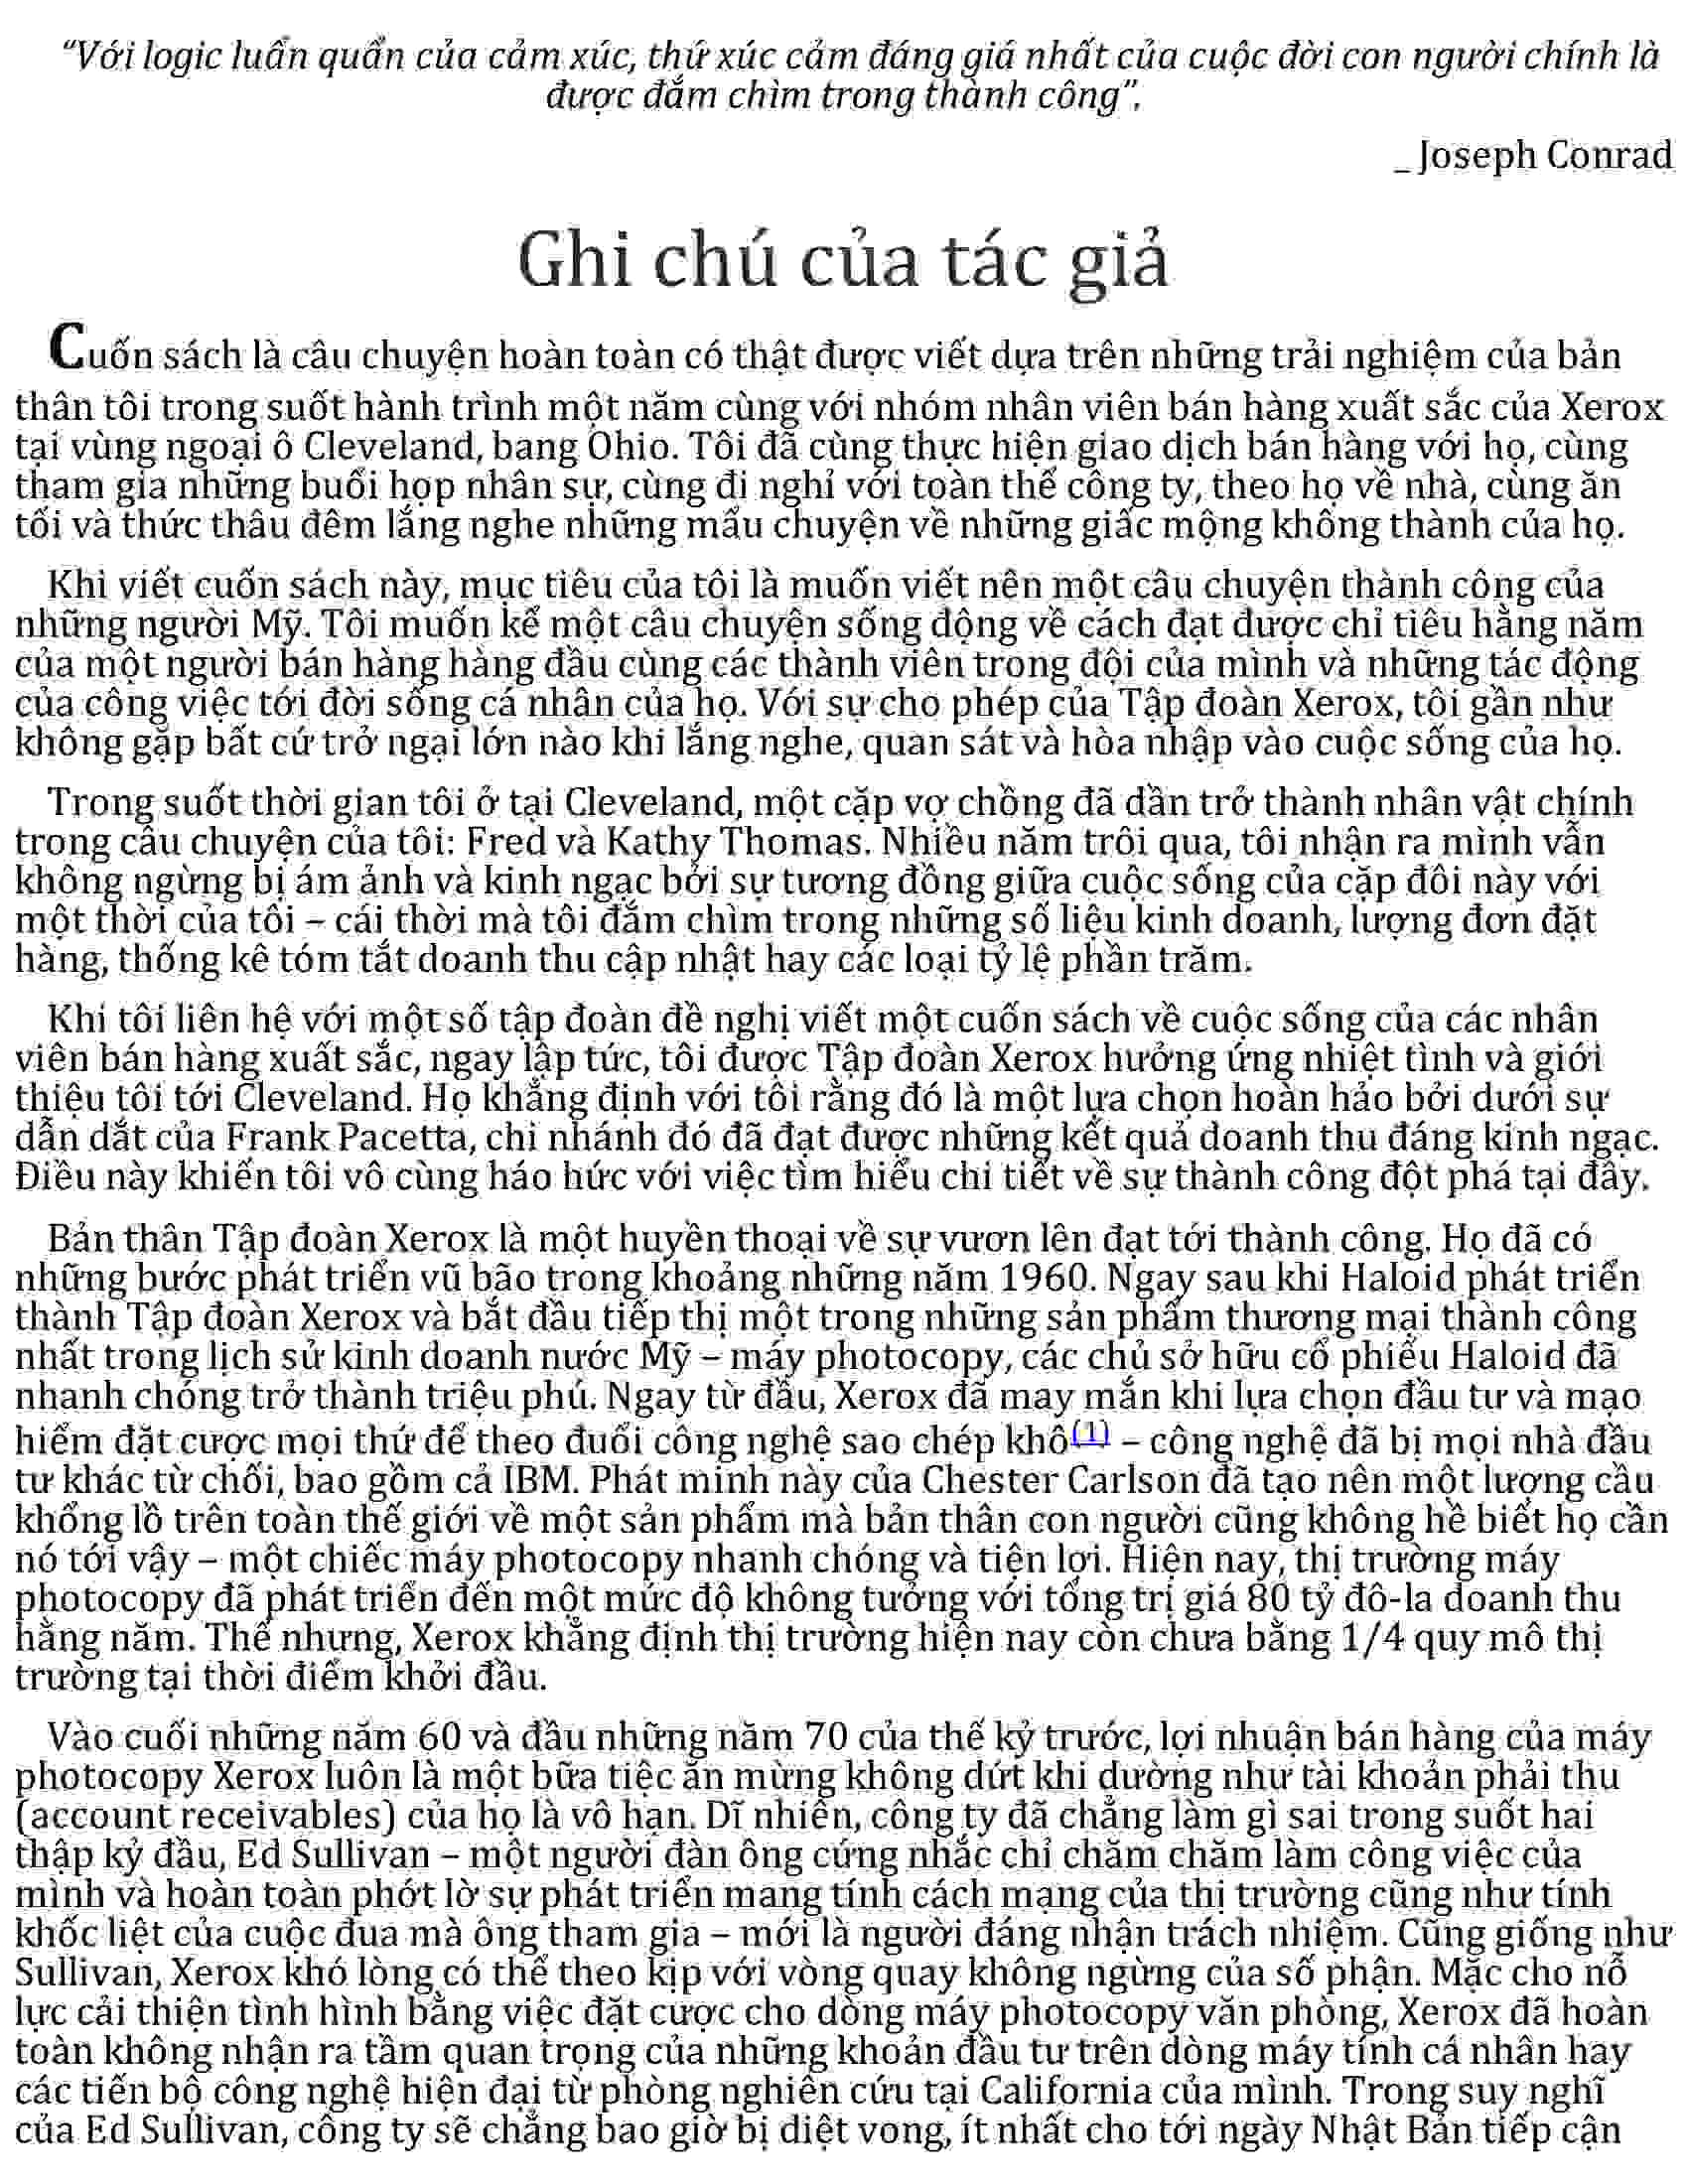 “Với logic luẩn quẩn của cảm xúc, thứ xúc cảm đáng giá nhất của cuộc đời con người chính là
được đắm chìm trong thành công”.
_ Joseph Conrad
Ghi chú của tác giả
Cuốn sách là câu chuyện hoàn toàn có thật được viết dựa trên những trải nghiệm của bản
thân tôi trong suốt hành trình một năm cùng với nhóm nhân viên bán hàng xuất sắc của Xerox
tại vùng ngoại ô Cleveland, bang Ohio. Tôi đã cùng thực hiện giao dịch bán hàng với họ, cùng
tham gia những buổi họp nhân sự, cùng đi nghỉ với toàn thể công ty, theo họ về nhà, cùng ăn
tối và thức thâu đêm lắng nghe những mẩu chuyện về những giấc mộng không thành của họ.
Khi viết cuốn sách này, mục tiêu của tôi là muốn viết nên một câu chuyện thành công của
những người Mỹ. Tôi muốn kể một câu chuyện sống động về cách đạt được chỉ tiêu hằng năm
của một người bán hàng hàng đầu cùng các thành viên trong đội của mình và những tác động
của công việc tới đời sống cá nhân của họ. Với sự cho phép của Tập đoàn Xerox, tôi gần như
không gặp bất cứ trở ngại lớn nào khi lắng nghe, quan sát và hòa nhập vào cuộc sống của họ.
Trong suốt thời gian tôi ở tại Cleveland, một cặp vợ chồng đã dần trở thành nhân vật chính
trong câu chuyện của tôi: Fred và Kathy Thomas. Nhiều năm trôi qua, tôi nhận ra mình vẫn
không ngừng bị ám ảnh và kinh ngạc bởi sự tương đồng giữa cuộc sống của cặp đôi này với
một thời của tôi – cái thời mà tôi đắm chìm trong những số liệu kinh doanh, lượng đơn đặt
hàng, thống kê tóm tắt doanh thu cập nhật hay các loại tỷ lệ phần trăm.
Khi tôi liên hệ với một số tập đoàn đề nghị viết một cuốn sách về cuộc sống của các nhân
viên bán hàng xuất sắc, ngay lập tức, tôi được Tập đoàn Xerox hưởng ứng nhiệt tình và giới
thiệu tôi tới Cleveland. Họ khẳng định với tôi rằng đó là một lựa chọn hoàn hảo bởi dưới sự
dẫn dắt của Frank Pacetta, chi nhánh đó đã đạt được những kết quả doanh thu đáng kinh ngạc.
Điều này khiến tôi vô cùng háo hức với việc tìm hiểu chi tiết về sự thành công đột phá tại đây.
Bản thân Tập đoàn Xerox là một huyền thoại về sự vươn lên đạt tới thành công. Họ đã có
những bước phát triển vũ bão trong khoảng những năm 1960. Ngay sau khi Haloid phát triển
thành Tập đoàn Xerox và bắt đầu tiếp thị một trong những sản phẩm thương mại thành công
nhất trong lịch sử kinh doanh nước Mỹ – máy photocopy, các chủ sở hữu cổ phiếu Haloid đã
nhanh chóng trở thành triệu phú. Ngay từ đầu, Xerox đã may mắn khi lựa chọn đầu tư và mạo
hiểm đặt cược mọi thứ để theo đuổi công nghệ sao chép khô(1) – công nghệ đã bị mọi nhà đầu
tư khác từ chối, bao gồm cả IBM. Phát minh này của Chester Carlson đã tạo nên một lượng cầu
khổng lồ trên toàn thế giới về một sản phẩm mà bản thân con người cũng không hề biết họ cần
nó tới vậy – một chiếc máy photocopy nhanh chóng và tiện lợi. Hiện nay, thị trường máy
photocopy đã phát triển đến một mức độ không tưởng với tổng trị giá 80 tỷ đô-la doanh thu
hằng năm. Thế nhưng, Xerox khẳng định thị trường hiện nay còn chưa bằng 1/4 quy mô thị
trường tại thời điểm khởi đầu.
Vào cuối những năm 60 và đầu những năm 70 của thế kỷ trước, lợi nhuận bán hàng của máy
photocopy Xerox luôn là một bữa tiệc ăn mừng không dứt khi dường như tài khoản phải thu
(account receivables) của họ là vô hạn. Dĩ nhiên, công ty đã chẳng làm gì sai trong suốt hai
thập kỷ đầu, Ed Sullivan – một người đàn ông cứng nhắc chỉ chăm chăm làm công việc của
mình và hoàn toàn phớt lờ sự phát triển mang tính cách mạng của thị trường cũng như tính
khốc liệt của cuộc đua mà ông tham gia – mới là người đáng nhận trách nhiệm. Cũng giống như
Sullivan, Xerox khó lòng có thể theo kịp với vòng quay không ngừng của số phận. Mặc cho nỗ
lực cải thiện tình hình bằng việc đặt cược cho dòng máy photocopy văn phòng, Xerox đã hoàn
toàn không nhận ra tầm quan trọng của những khoản đầu tư trên dòng máy tính cá nhân hay
các tiến bộ công nghệ hiện đại từ phòng nghiên cứu tại California của mình. Trong suy nghĩ
của Ed Sullivan, công ty sẽ chẳng bao giờ bị diệt vong, ít nhất cho tới ngày Nhật Bản tiếp cận